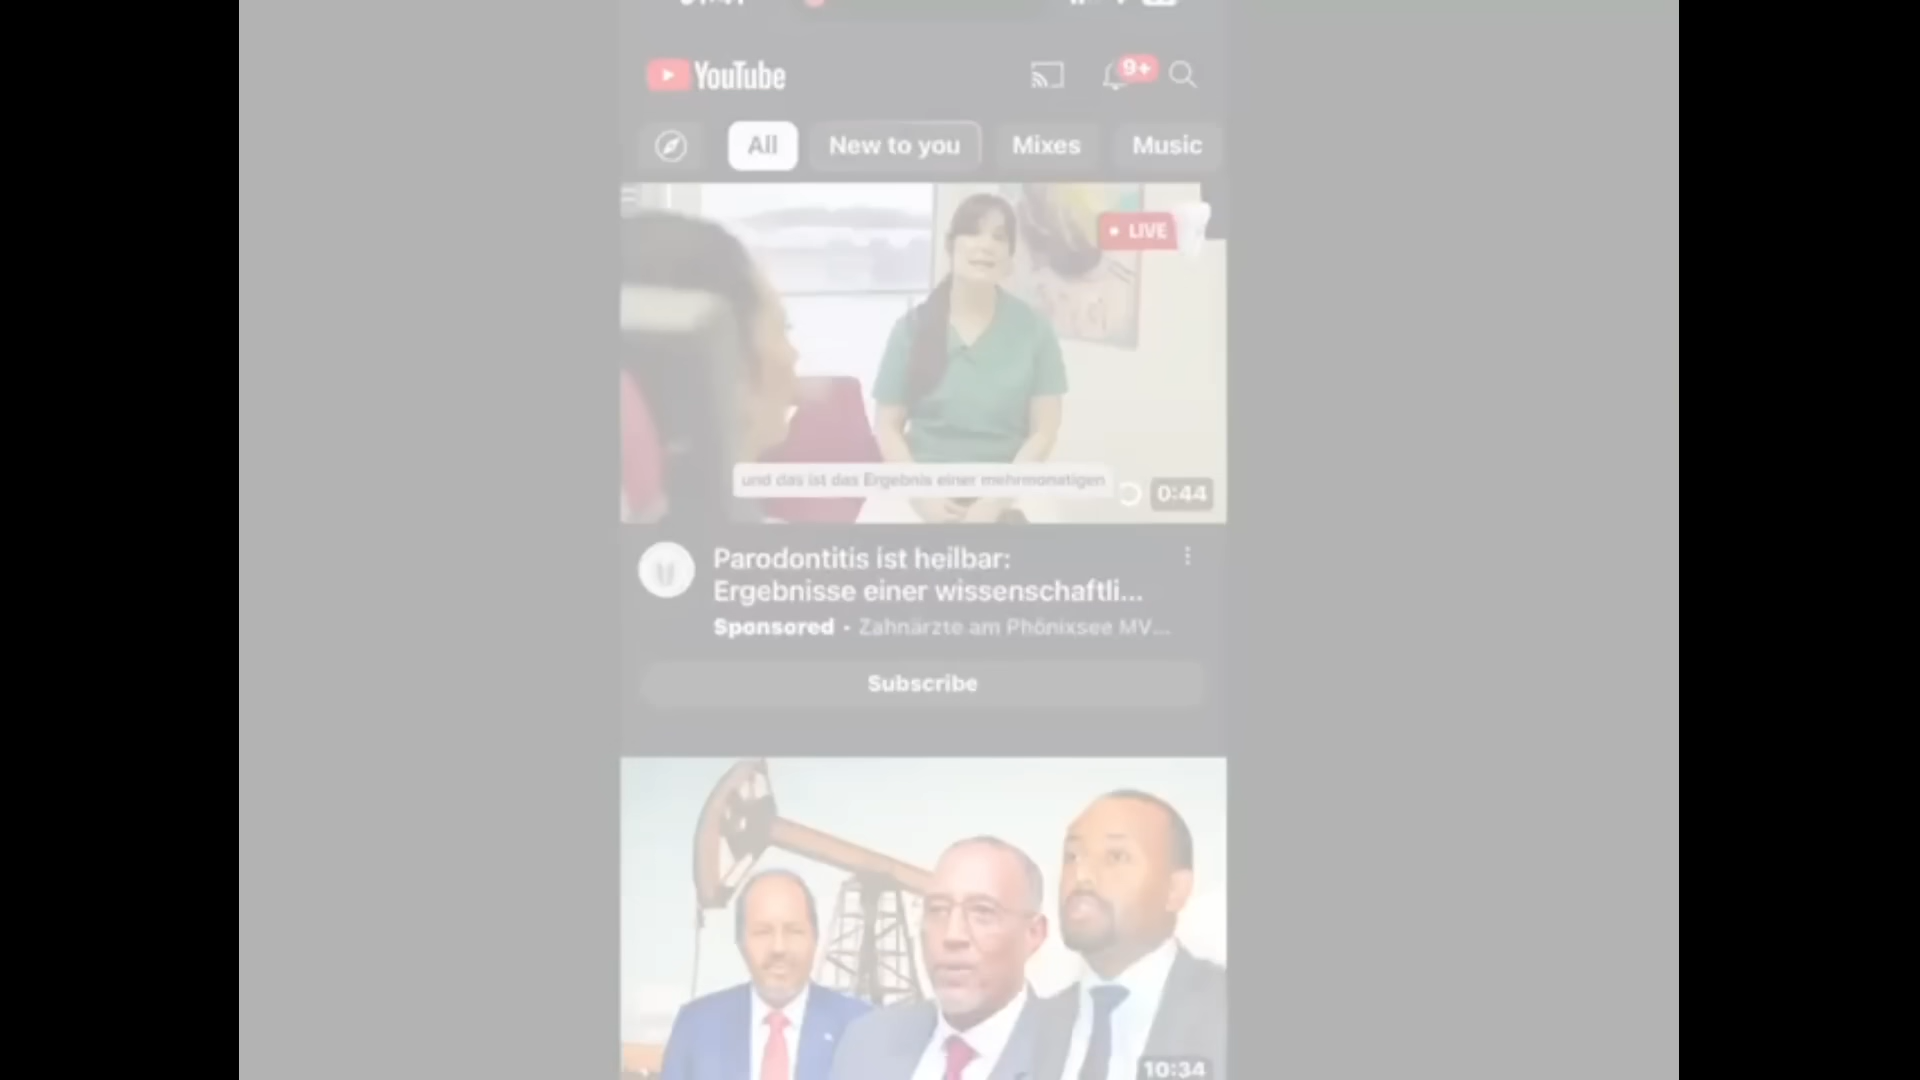 YouTube
9+
All
New to you
Mixes
Music
LIVE
und das ist das Ergebnis einer mehrmonatigen
0:44
Parodontitis ist heilbar:
Ergebnisse einer wissenschaftli...
Sponsored · Zahnärzte am Phönixsee MV...
Subscribe
10:34